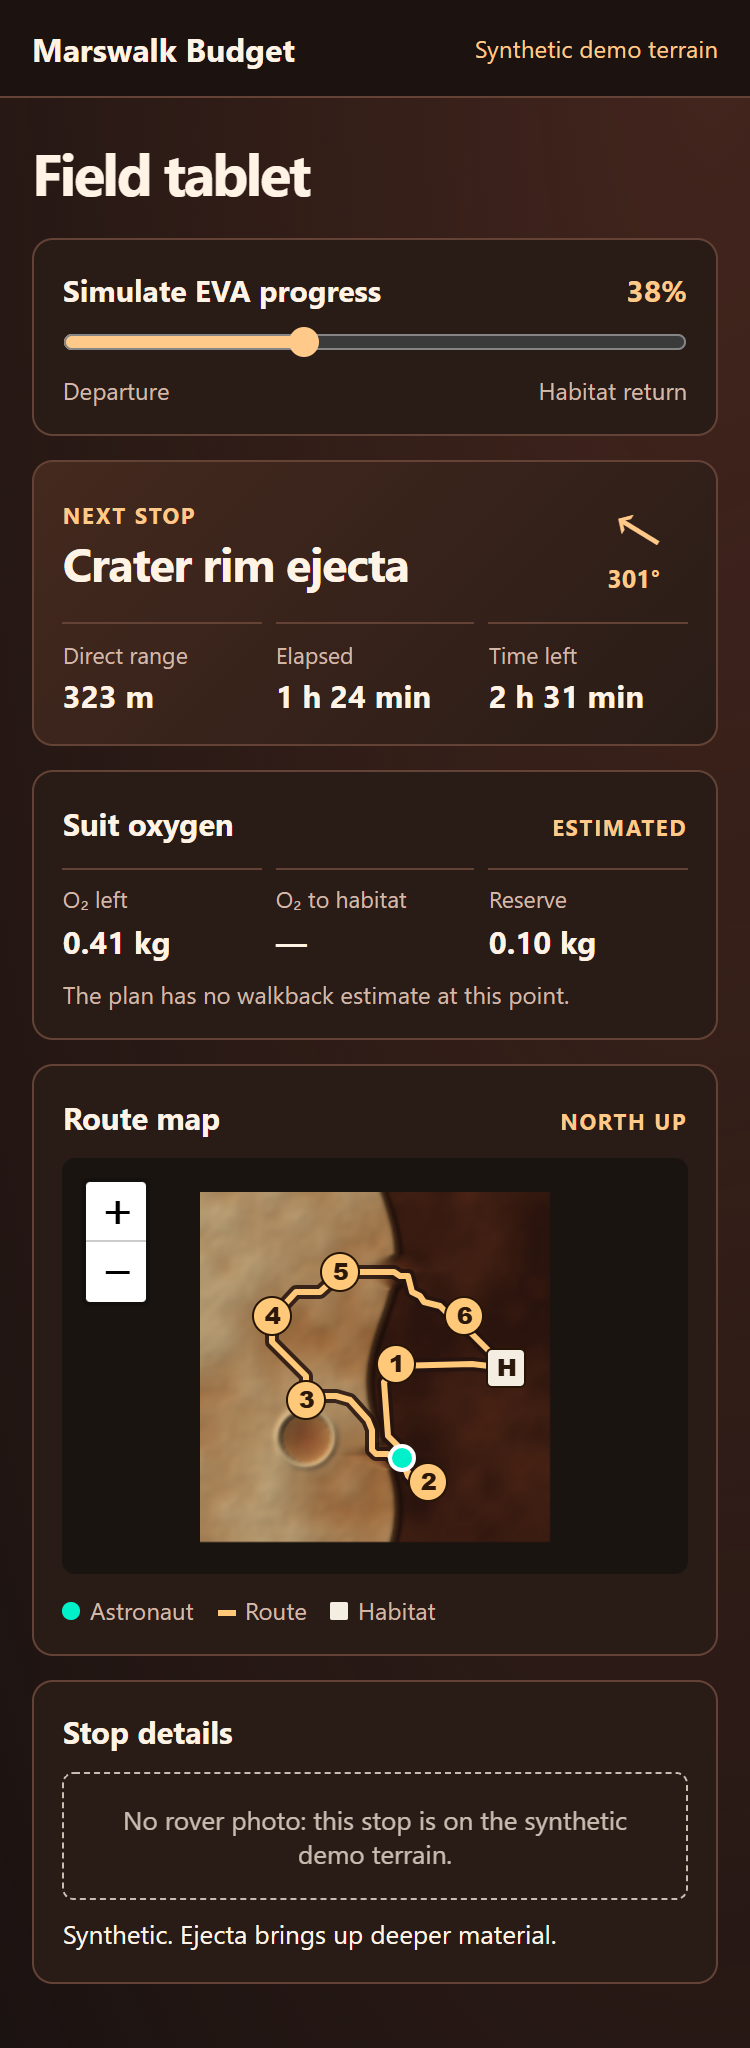 Marswalk Budget
Synthetic demo terrain
Field tablet
Simulate EVA progress
38%
Departure
Habitat return
NEXT STOP
Crater rim ejecta
301°
Direct range
Elapsed
Time left
323 m
1 h 24 min
2 h 31 min
Suit oxygen
ESTIMATED
O₂ left
O₂ to habitat
Reserve
0.41 kg
—
0.10 kg
The plan has no walkback estimate at this point.
Route map
NORTH UP
+
−
5
4
6
1
H
3
2
Astronaut
Route
Habitat
Stop details
No rover photo: this stop is on the synthetic
demo terrain.
Synthetic. Ejecta brings up deeper material.